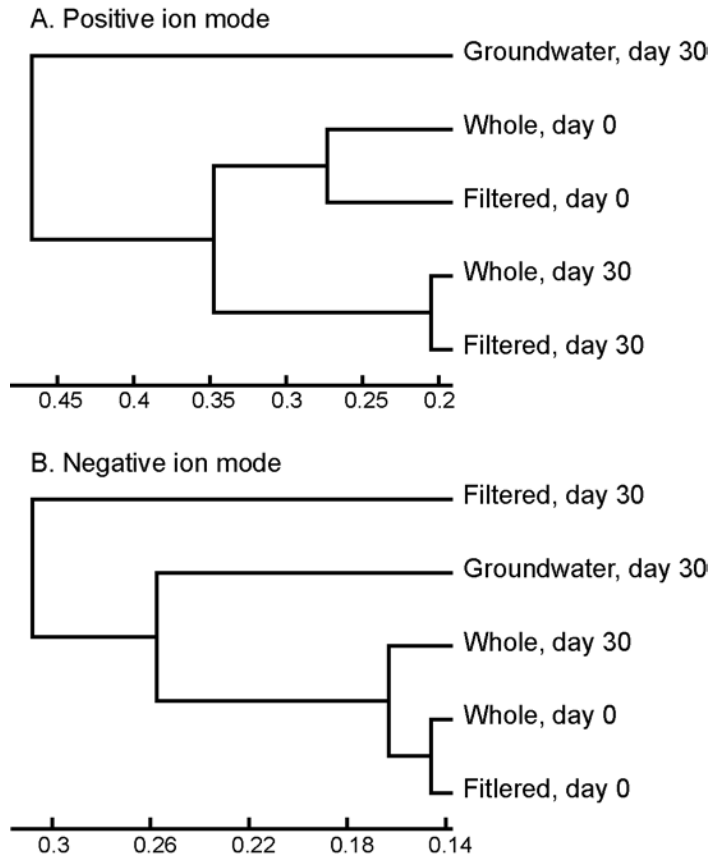 A. Positive ion mode
Groundwater, day 30
Whole, day 0
Filtered, day 0
Whole, day 30
Filtered, day 30
0.45 0.4 0.35 0.3 0.25 0.2
B. Negative ion mode
Filtered, day 30
Groundwater, day 30
Whole, day 30
Whole, day 0
Fitlered, day 0
0.3 0.26 0.22 0.18 0.14